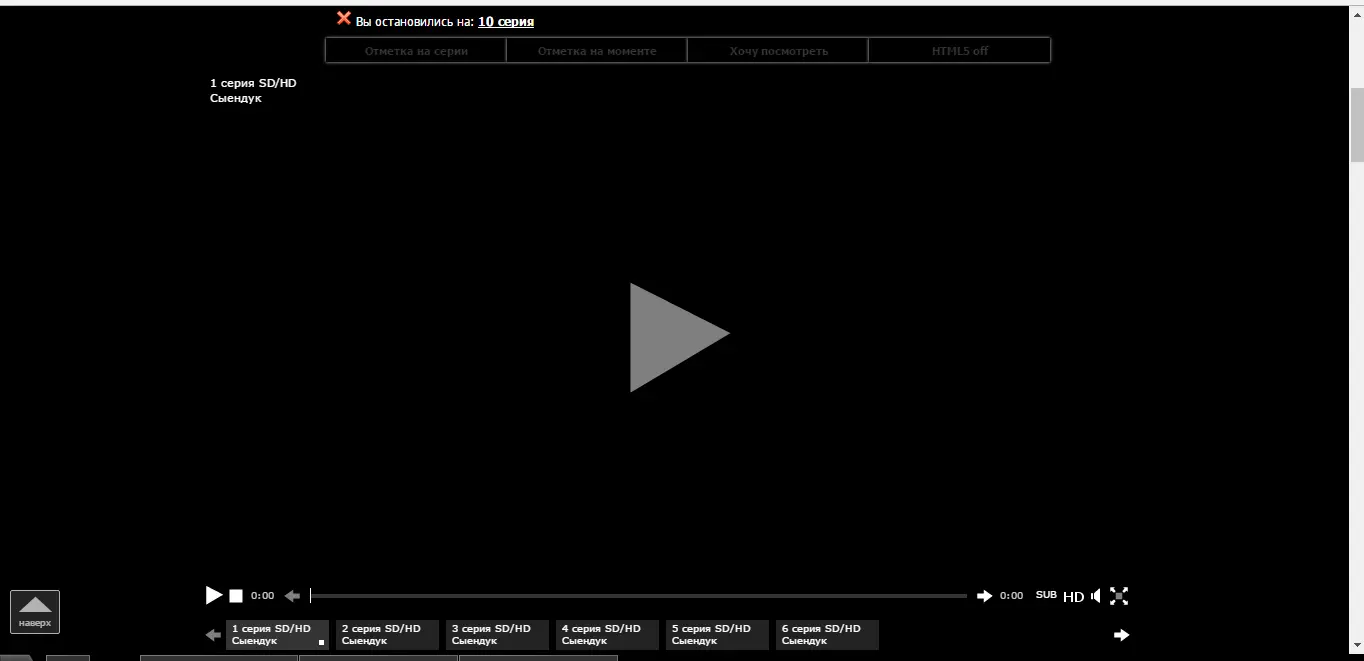 Вы остановились на: 10 серия
Отметка на серии Отметка на моменте Хочу посмотреть HTML5 off
1 серия SD/HD
Сыендук
0:00 0:00 SUB HD
наверх
1 серия SD/HD 2 серия SD/HD 3 серия SD/HD 4 серия SD/HD 5 серия SD/HD 6 серия SD/HD
Сыендук Сыендук Сыендук Сыендук Сыендук Сыендук